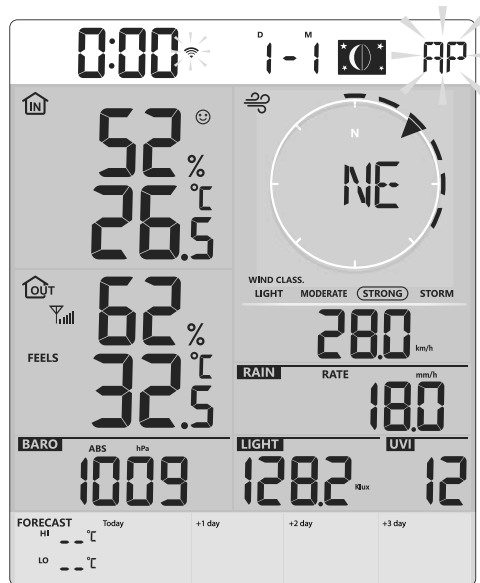 0:00 D 1 - M 1 AP
IN
52 %
26.5 °C
N
NE
WIND CLASS.
LIGHT MODERATE STRONG STORM
28.0 km/h
OUT
62 %
FEELS 32.5 °C
RAIN RATE mm/h
18.0
BARO ABS hPa
1009
LIGHT
128.2 Klux
UVI
12
FORECAST Today +1 day +2 day +3 day
HI -- °C
LO -- °C